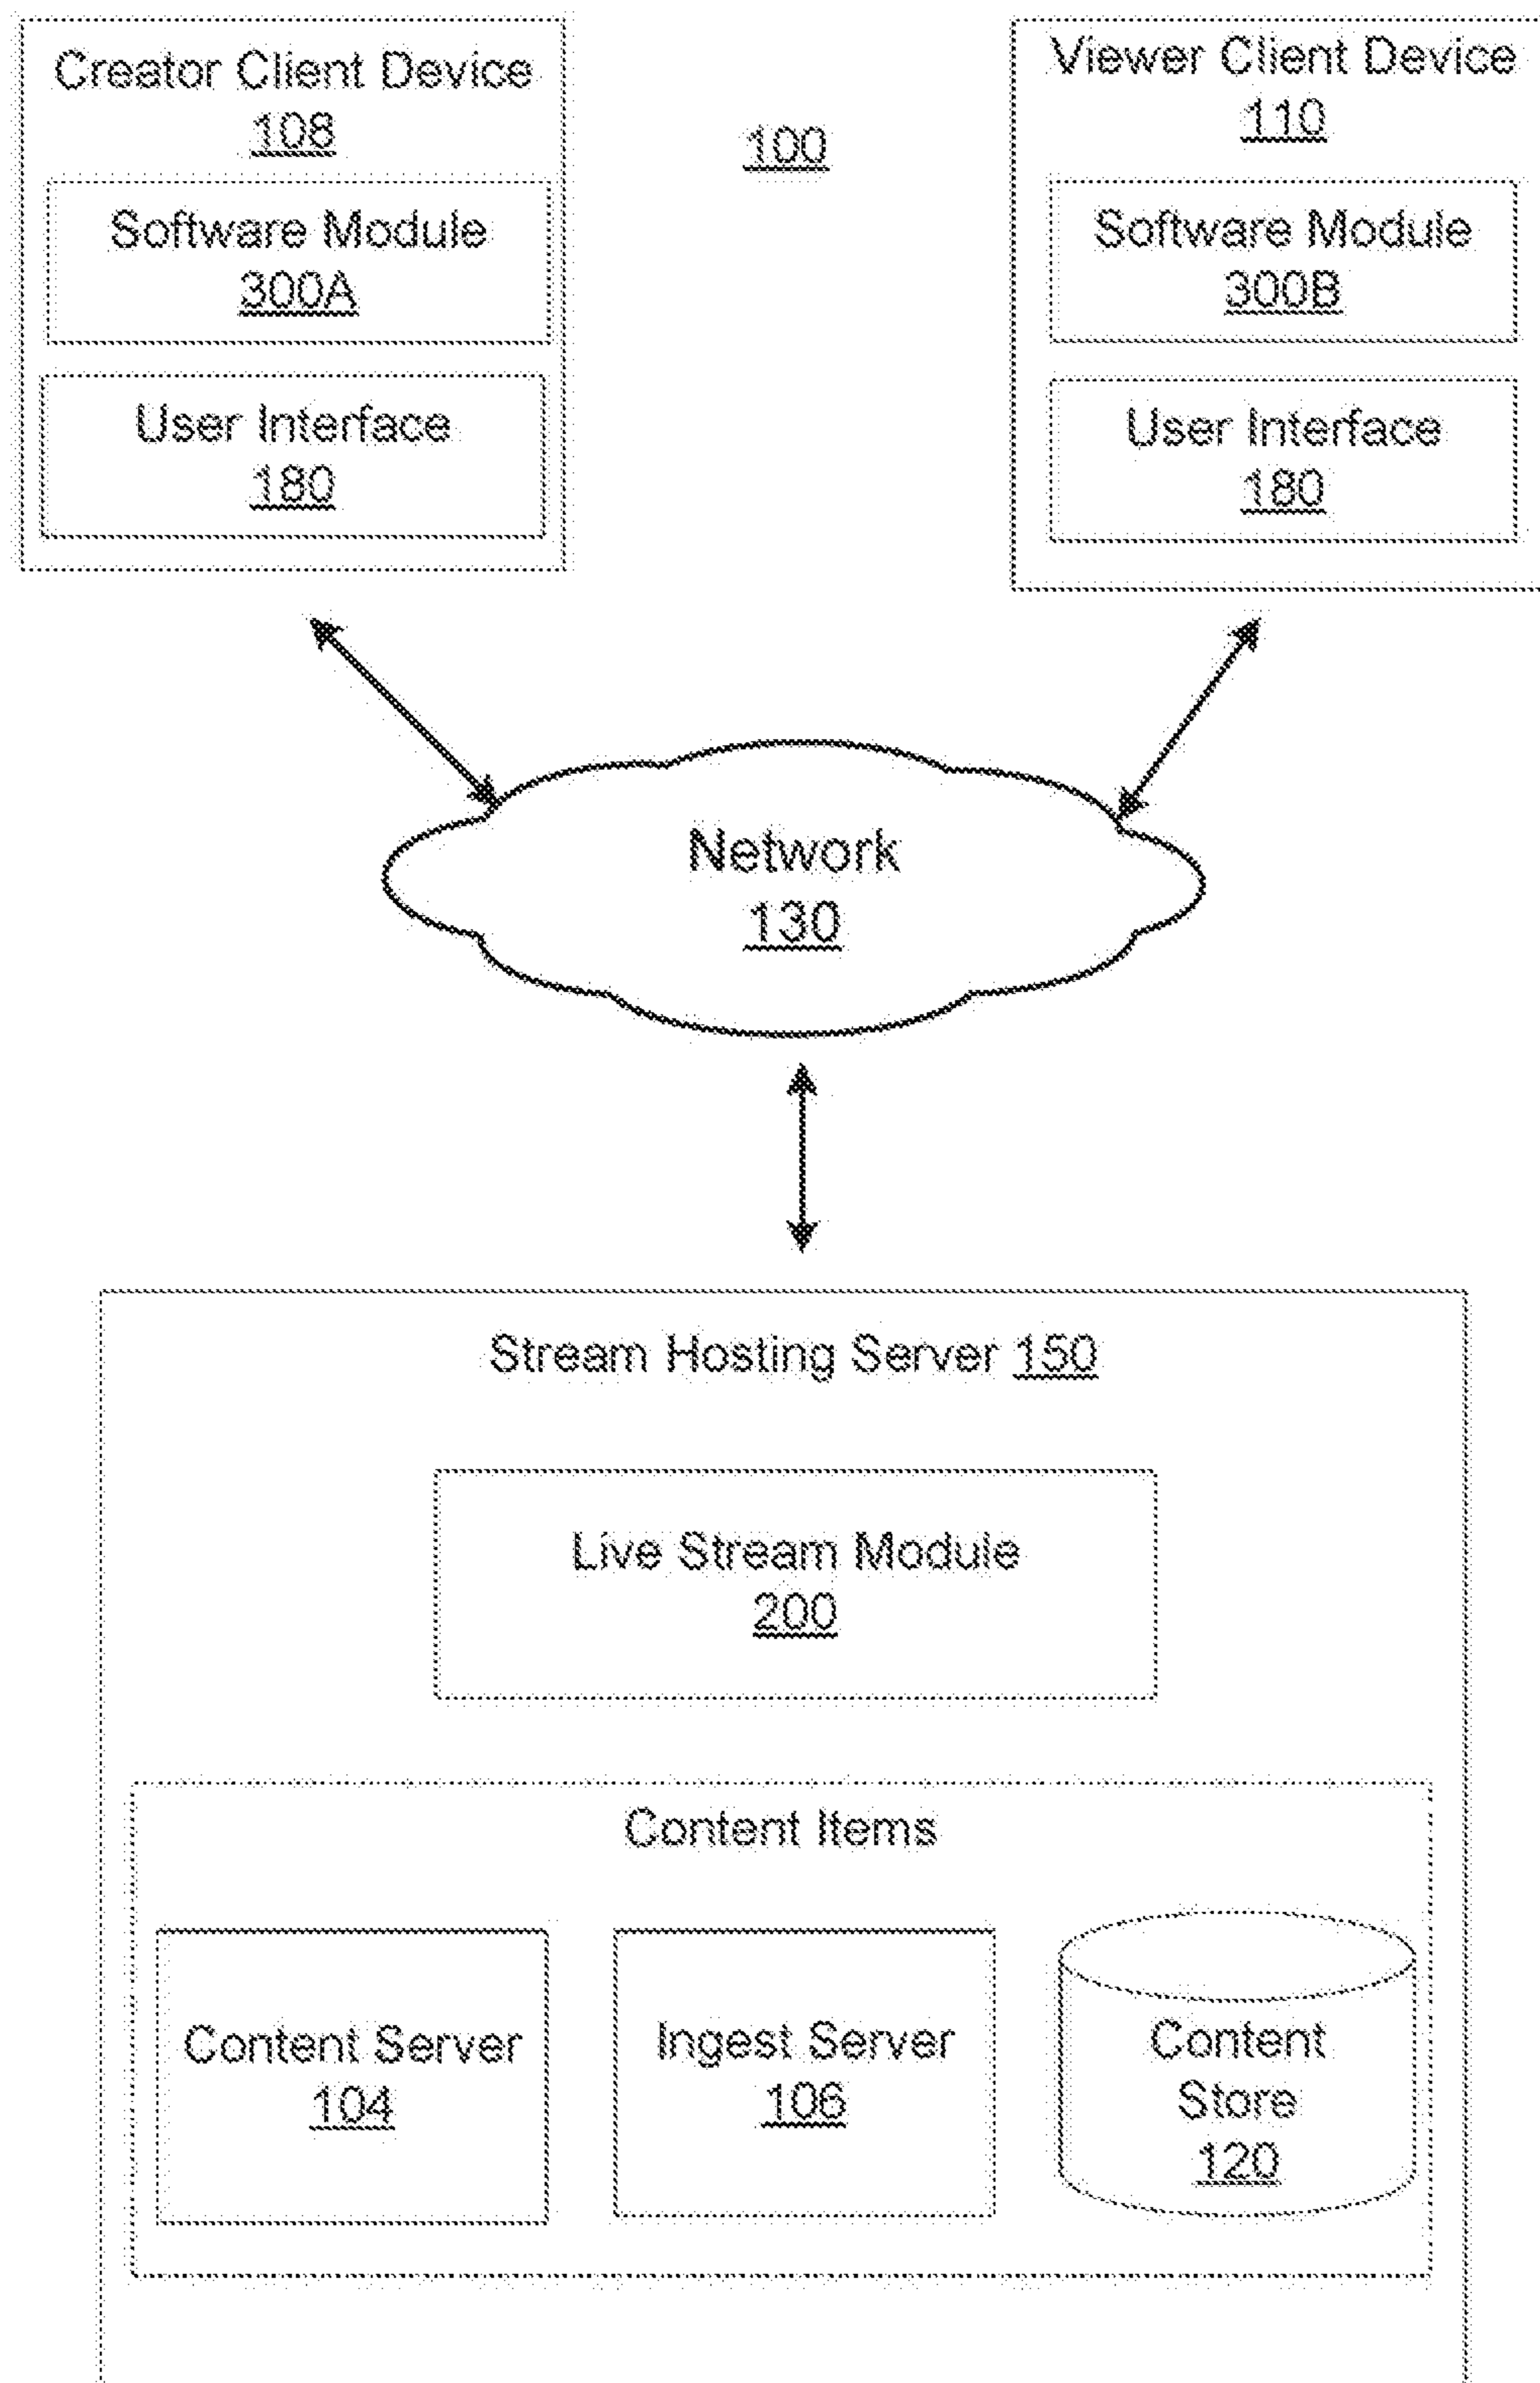 Creator Client Device
108
Software Module
300A
User Interface
180
100
Viewer Client Device
110
Software Module
300B
User Interface
180
Network
130
Stream Hosting Server 150
Live Stream Module
200
Content Items
Content Server
104
Ingest Server
106
Content
Store
120